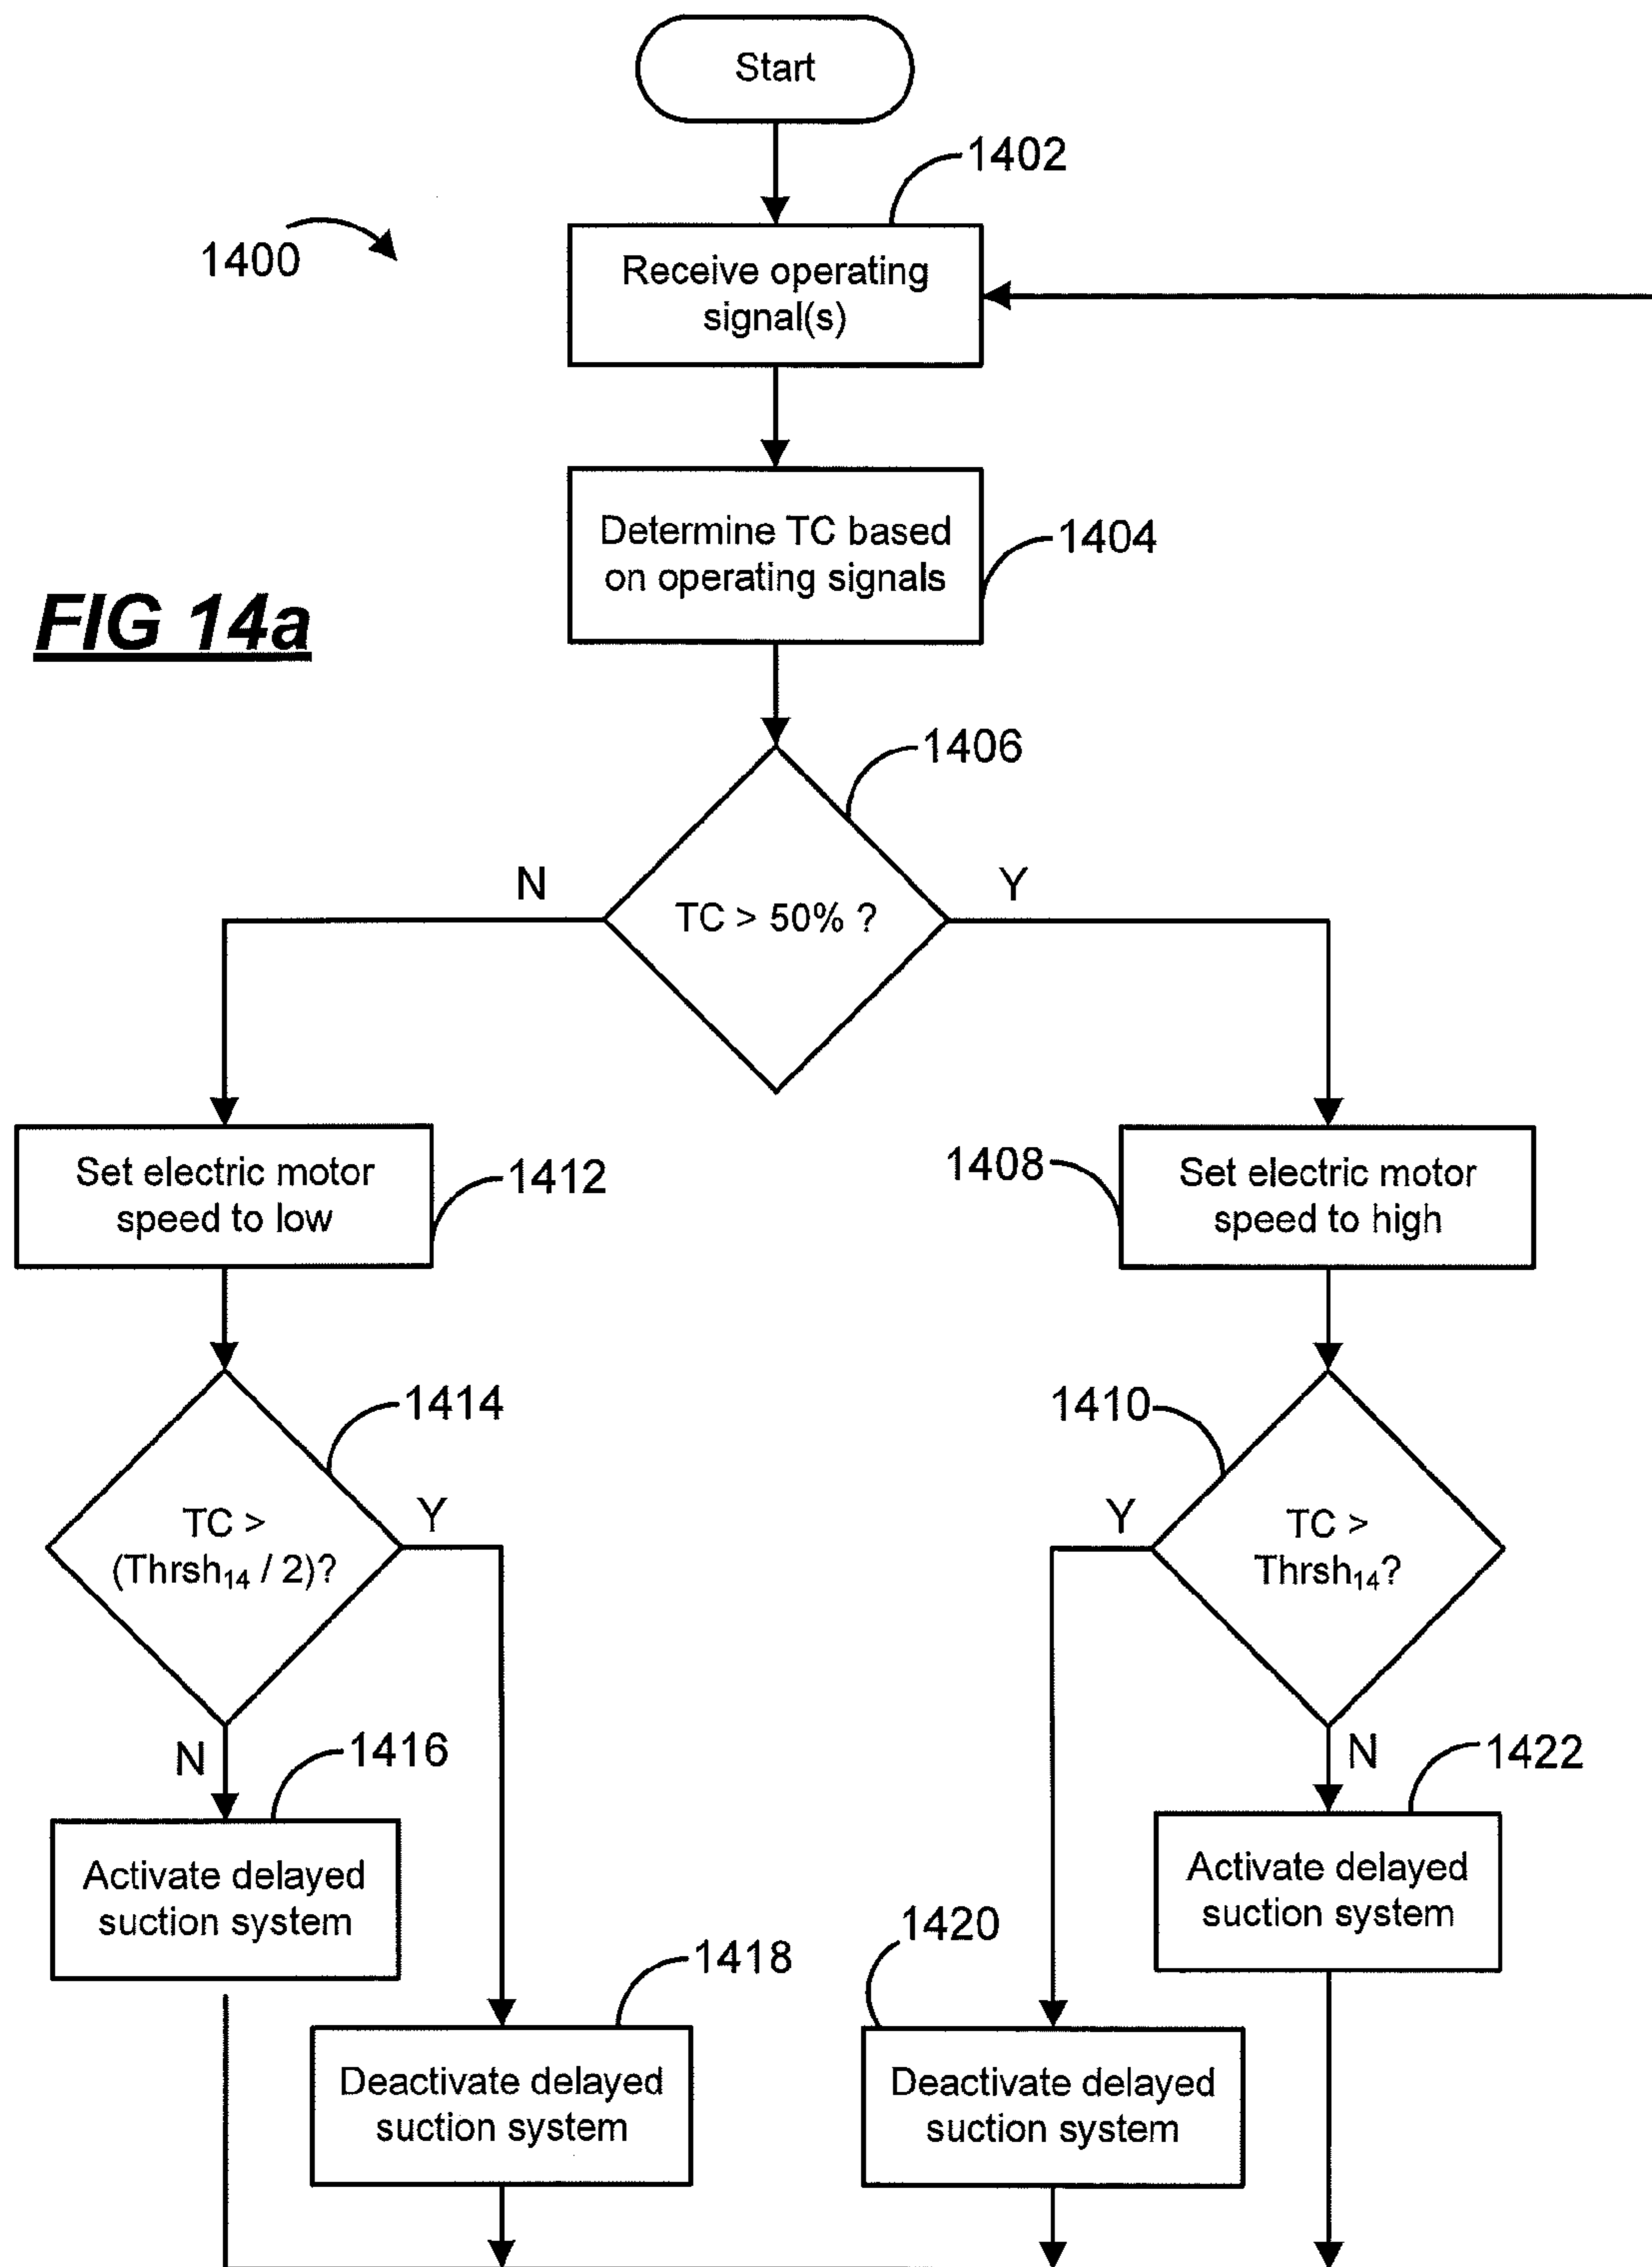 Start
1402
1400
Receive operating
signal(s)
Determine TC based
on operating signals
1404
FIG 14a
1406
N
Y
TC > 50% ?
Set electric motor
speed to low
1412
1408
Set electric motor
speed to high
1414
1410
TC >
(Thrsh₁₄ / 2)?
Y
Y
TC >
Thrsh₁₄?
N
1416
N
1422
Activate delayed
suction system
Activate delayed
suction system
1418
1420
Deactivate delayed
suction system
Deactivate delayed
suction system